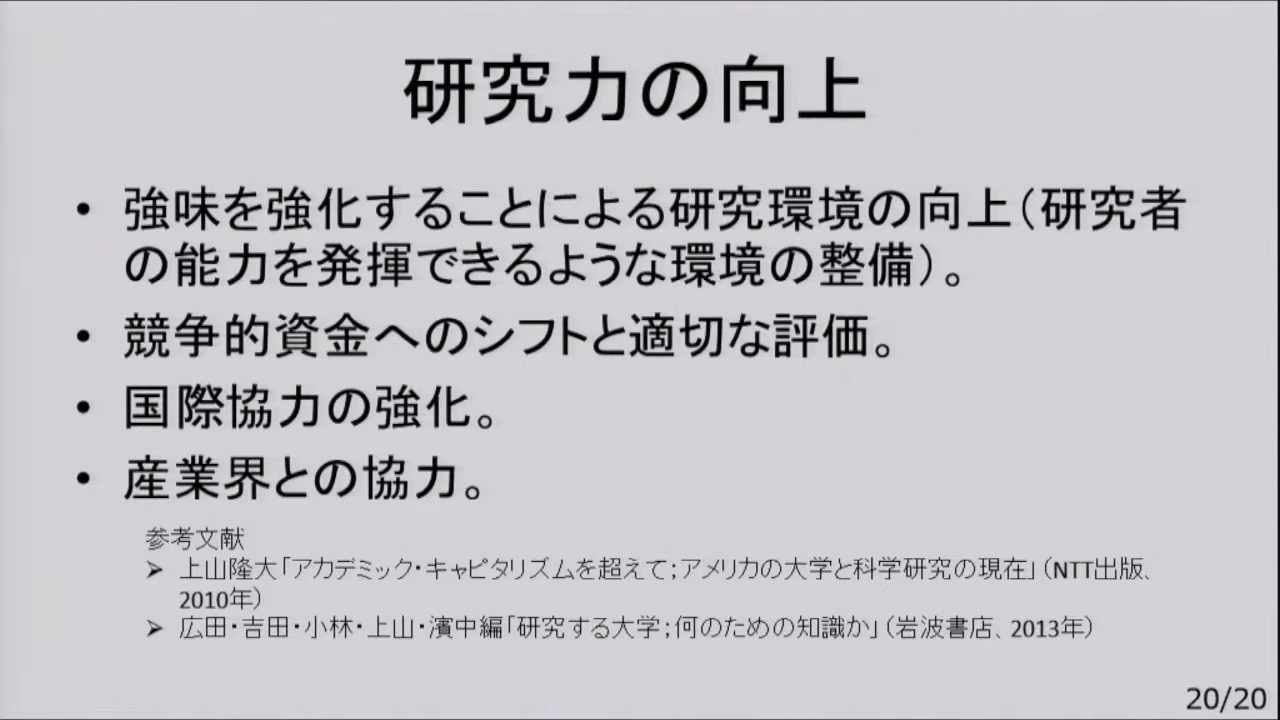 研究力の向上
• 強味を強化することによる研究環境の向上（研究者
の能力を発揮できるような環境の整備）。
• 競争的資金へのシフトと適切な評価。
• 国際協力の強化。
• 産業界との協力。
参考文献
➢ 上山隆大「アカデミック・キャピタリズムを超えて；アメリカの大学と科学研究の現在」（NTT出版、
2010年）
➢ 広田・吉田・小林・上山・濱中編「研究する大学；何のための知識か」（岩波書店、2013年）
20/20